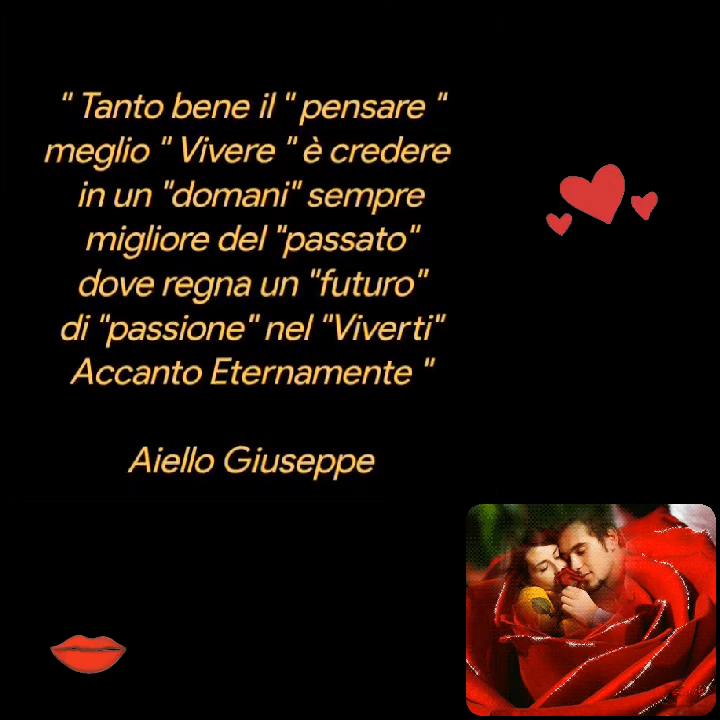 " Tanto bene il " pensare "
meglio " Vivere " è credere
in un "domani" sempre
migliore del "passato"
dove regna un "futuro"
di "passione" nel "Viverti"
Accanto Eternamente "
Aiello Giuseppe